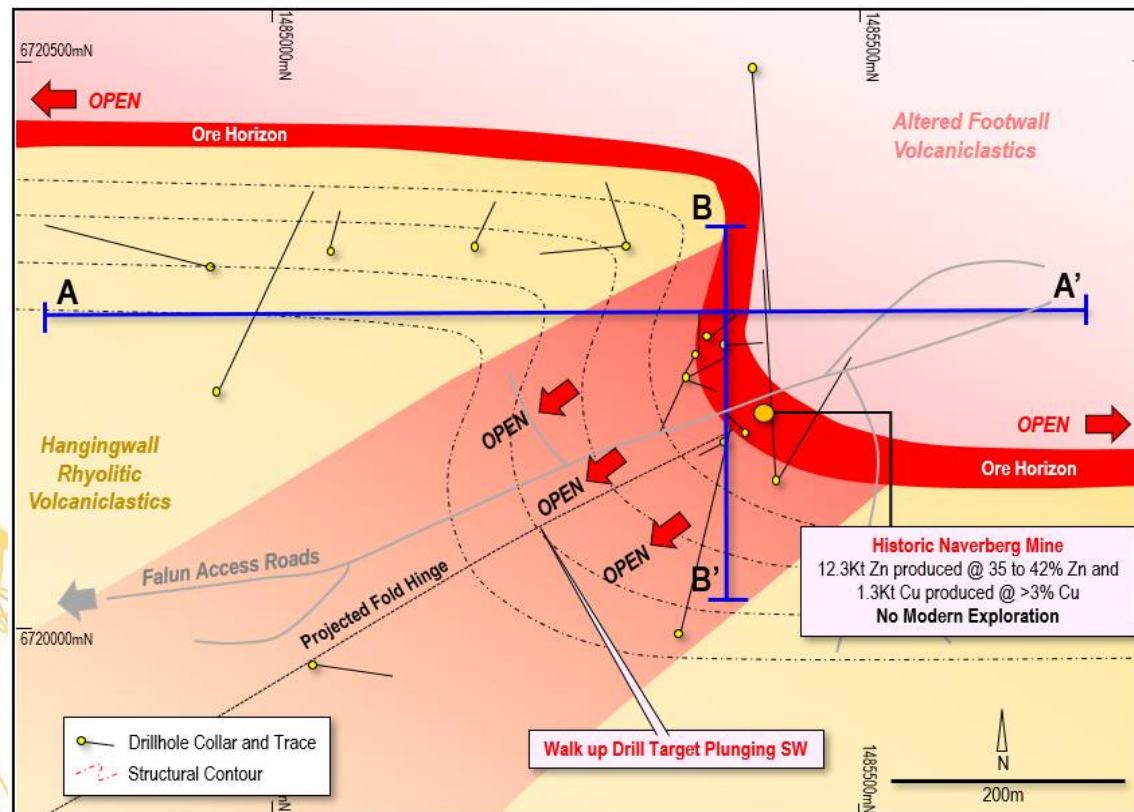 1485000mN
1485500mN
6720500mN
OPEN
Ore Horizon
Altered Footwall
Volcaniclastics
B
A
A'
OPEN
OPEN
Hangingwall
Rhyolitic
Volcaniclastics
OPEN
Ore Horizon
OPEN
Historic Naverberg Mine
12.3Kt Zn produced @ 35 to 42% Zn and
1.3Kt Cu produced @ >3% Cu
No Modern Exploration
Falun Access Roads
B'
Projected Fold Hinge
6720000mN
Drillhole Collar and Trace
Structural Contour
Walk up Drill Target Plunging SW
mN
1485500mN
N
200m